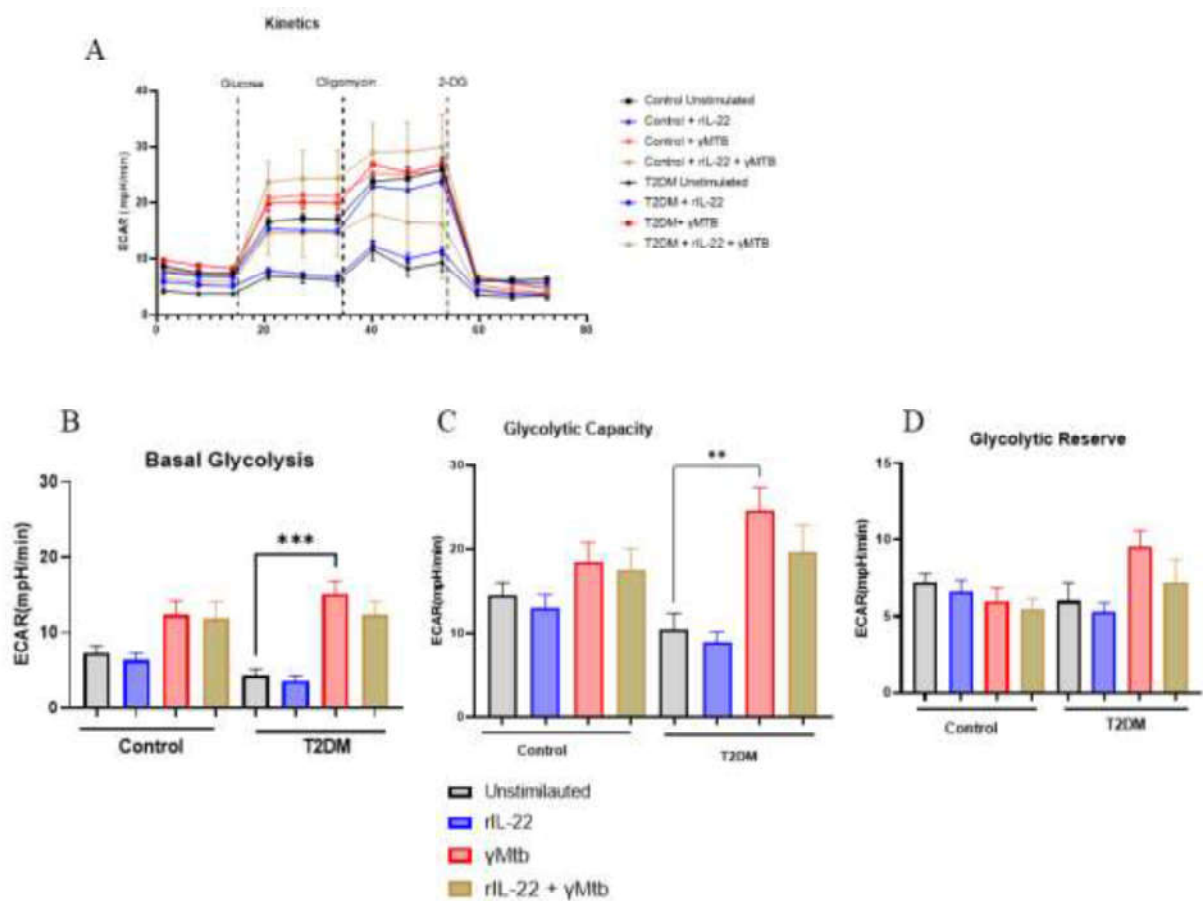 Kinetics
A
Glucose
Oligomycin
2-DG
40
30
20
10
0
ECAR (mpH/min)
0
20
40
60
80
Control Unstimulated
Control + rIL-22
Control + γMTB
Control + rIL-22 + γMTB
T2DM Unstimulated
T2DM + rIL-22
T2DM+ γMTB
T2DM + rIL-22 + γMTB
B
Basal Glycolysis
30
20
10
0
ECAR(mpH/min)
***
Control
T2DM
C
Glycolytic Capacity
30
20
10
0
ECAR(mpH/min)
**
Control
T2DM
D
Glycolytic Reserve
15
10
5
0
ECAR(mpH/min)
Control
T2DM
Unstimilauted
rIL-22
γMtb
rIL-22 + γMtb